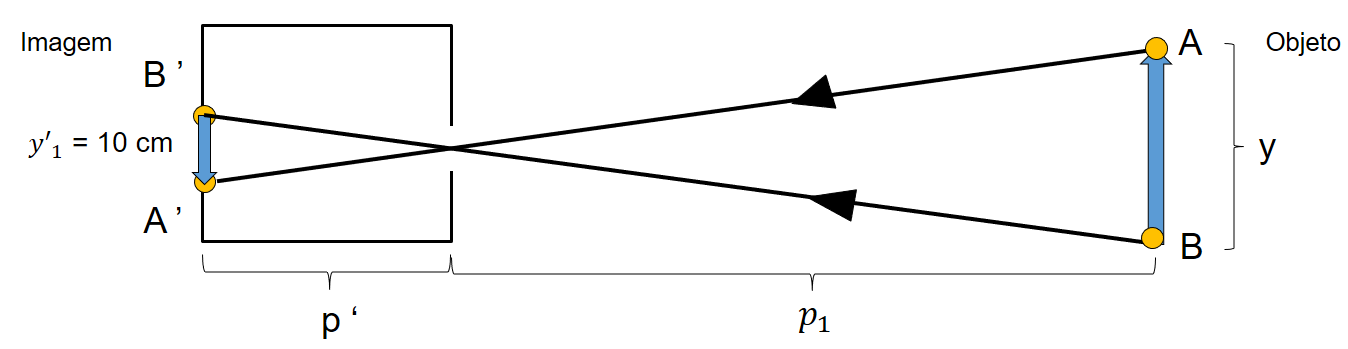 Imagem
B ’
y′₁ = 10 cm
A ’
p ‘
p₁
A
B
y
Objeto